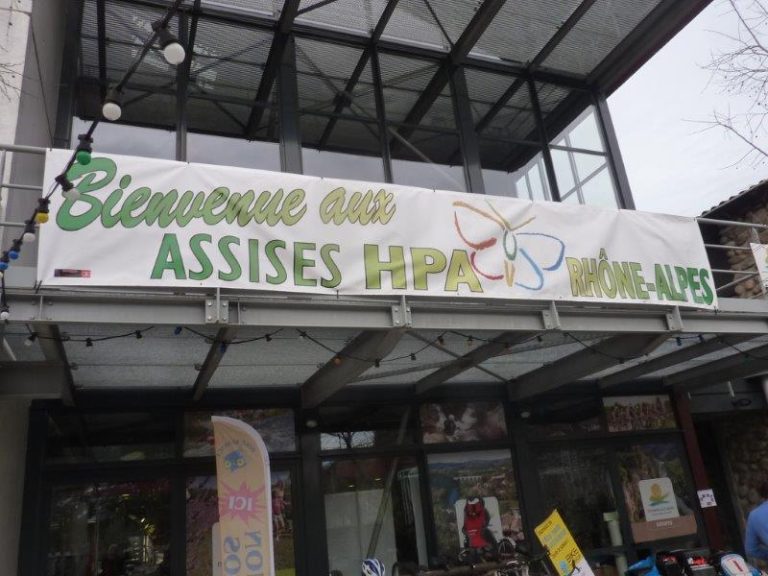 Bienvenue aux
ASSISES HPA RHÔNE-ALPES
ICI